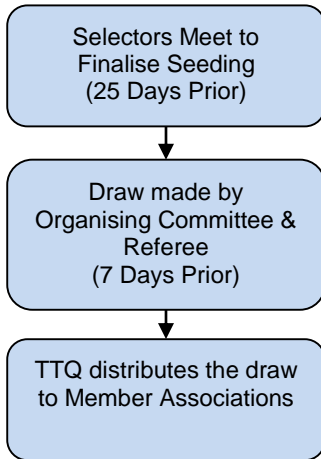 Selectors Meet to
Finalise Seeding
(25 Days Prior)
Draw made by
Organising Committee &
Referee
(7 Days Prior)
TTQ distributes the draw
to Member Associations